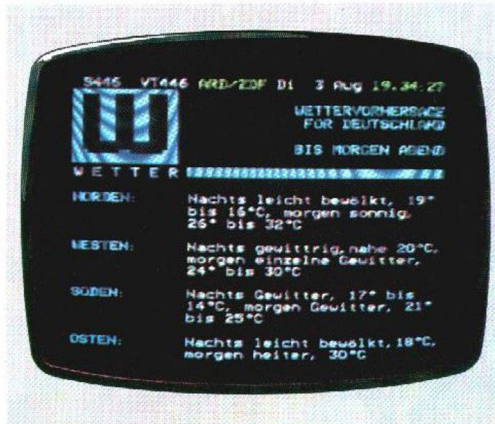 S446 VT446 ARD/ZDF Di 3 Aug 19.34:27
WETTERVORHERSAGE
FÜR DEUTSCHLAND
BIS MORGEN ABEND
WETTER
NORDEN: Nachts leicht bewölkt, 19°
bis 16°C, morgen sonnig,
26° bis 32°C
WESTEN: Nachts gewittrig, nahe 20°C,
morgen einzelne Gewitter,
24° bis 30°C
SÜDEN: Nachts Gewitter, 17° bis
14°C, morgen Gewitter, 21°
bis 25°C
OSTEN: Nachts leicht bewölkt, 18°C,
morgen heiter, 30°C